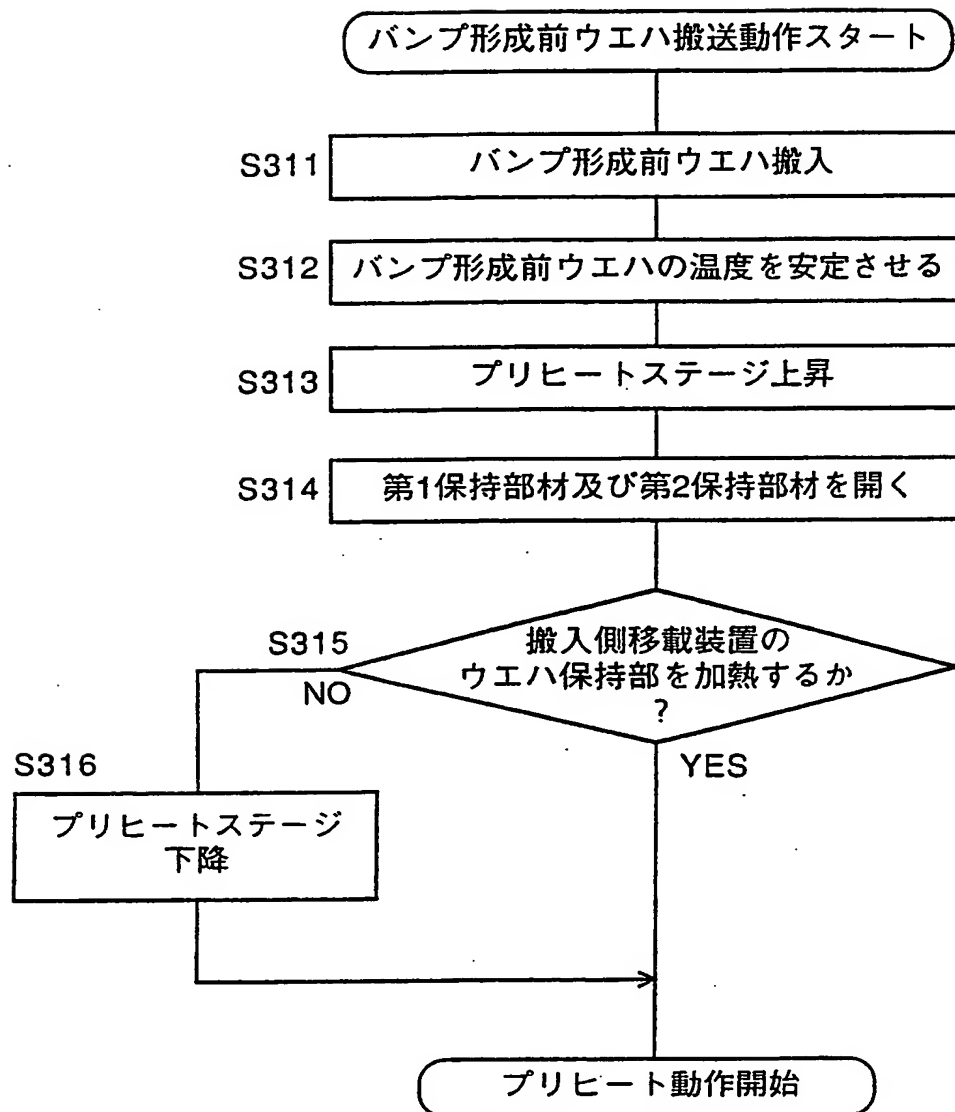 バンプ形成前ウエハ搬送動作スタート
S311
バンプ形成前ウエハ搬入
S312
バンプ形成前ウエハの温度を安定させる
S313
プリヒートステージ上昇
S314
第1保持部材及び第2保持部材を開く
S315
搬入側移載装置の
ウエハ保持部を加熱するか
?
NO
YES
S316
プリヒートステージ
下降
プリヒート動作開始